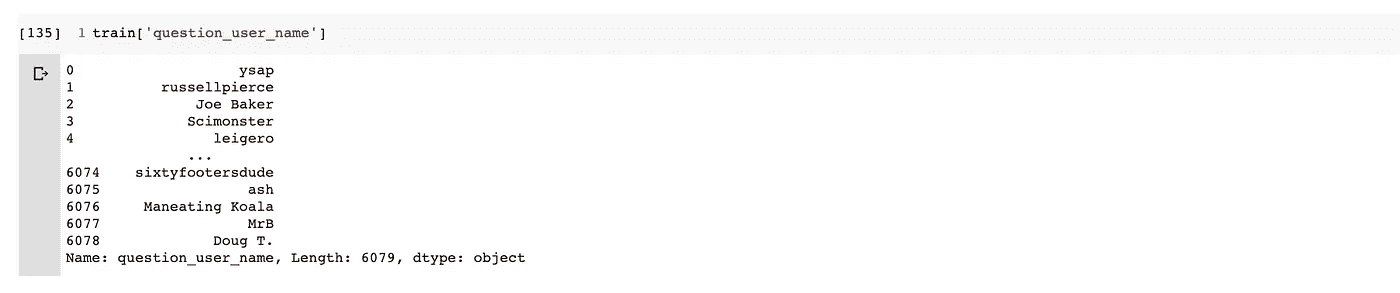 [135] 1 train['question_user_name']
0 ysap
1 russellpierce
2 Joe Baker
3 Scimonster
4 leigero
...
6074 sixtyfootersdude
6075 ash
6076 Maneating Koala
6077 MrB
6078 Doug T.
Name: question_user_name, Length: 6079, dtype: object